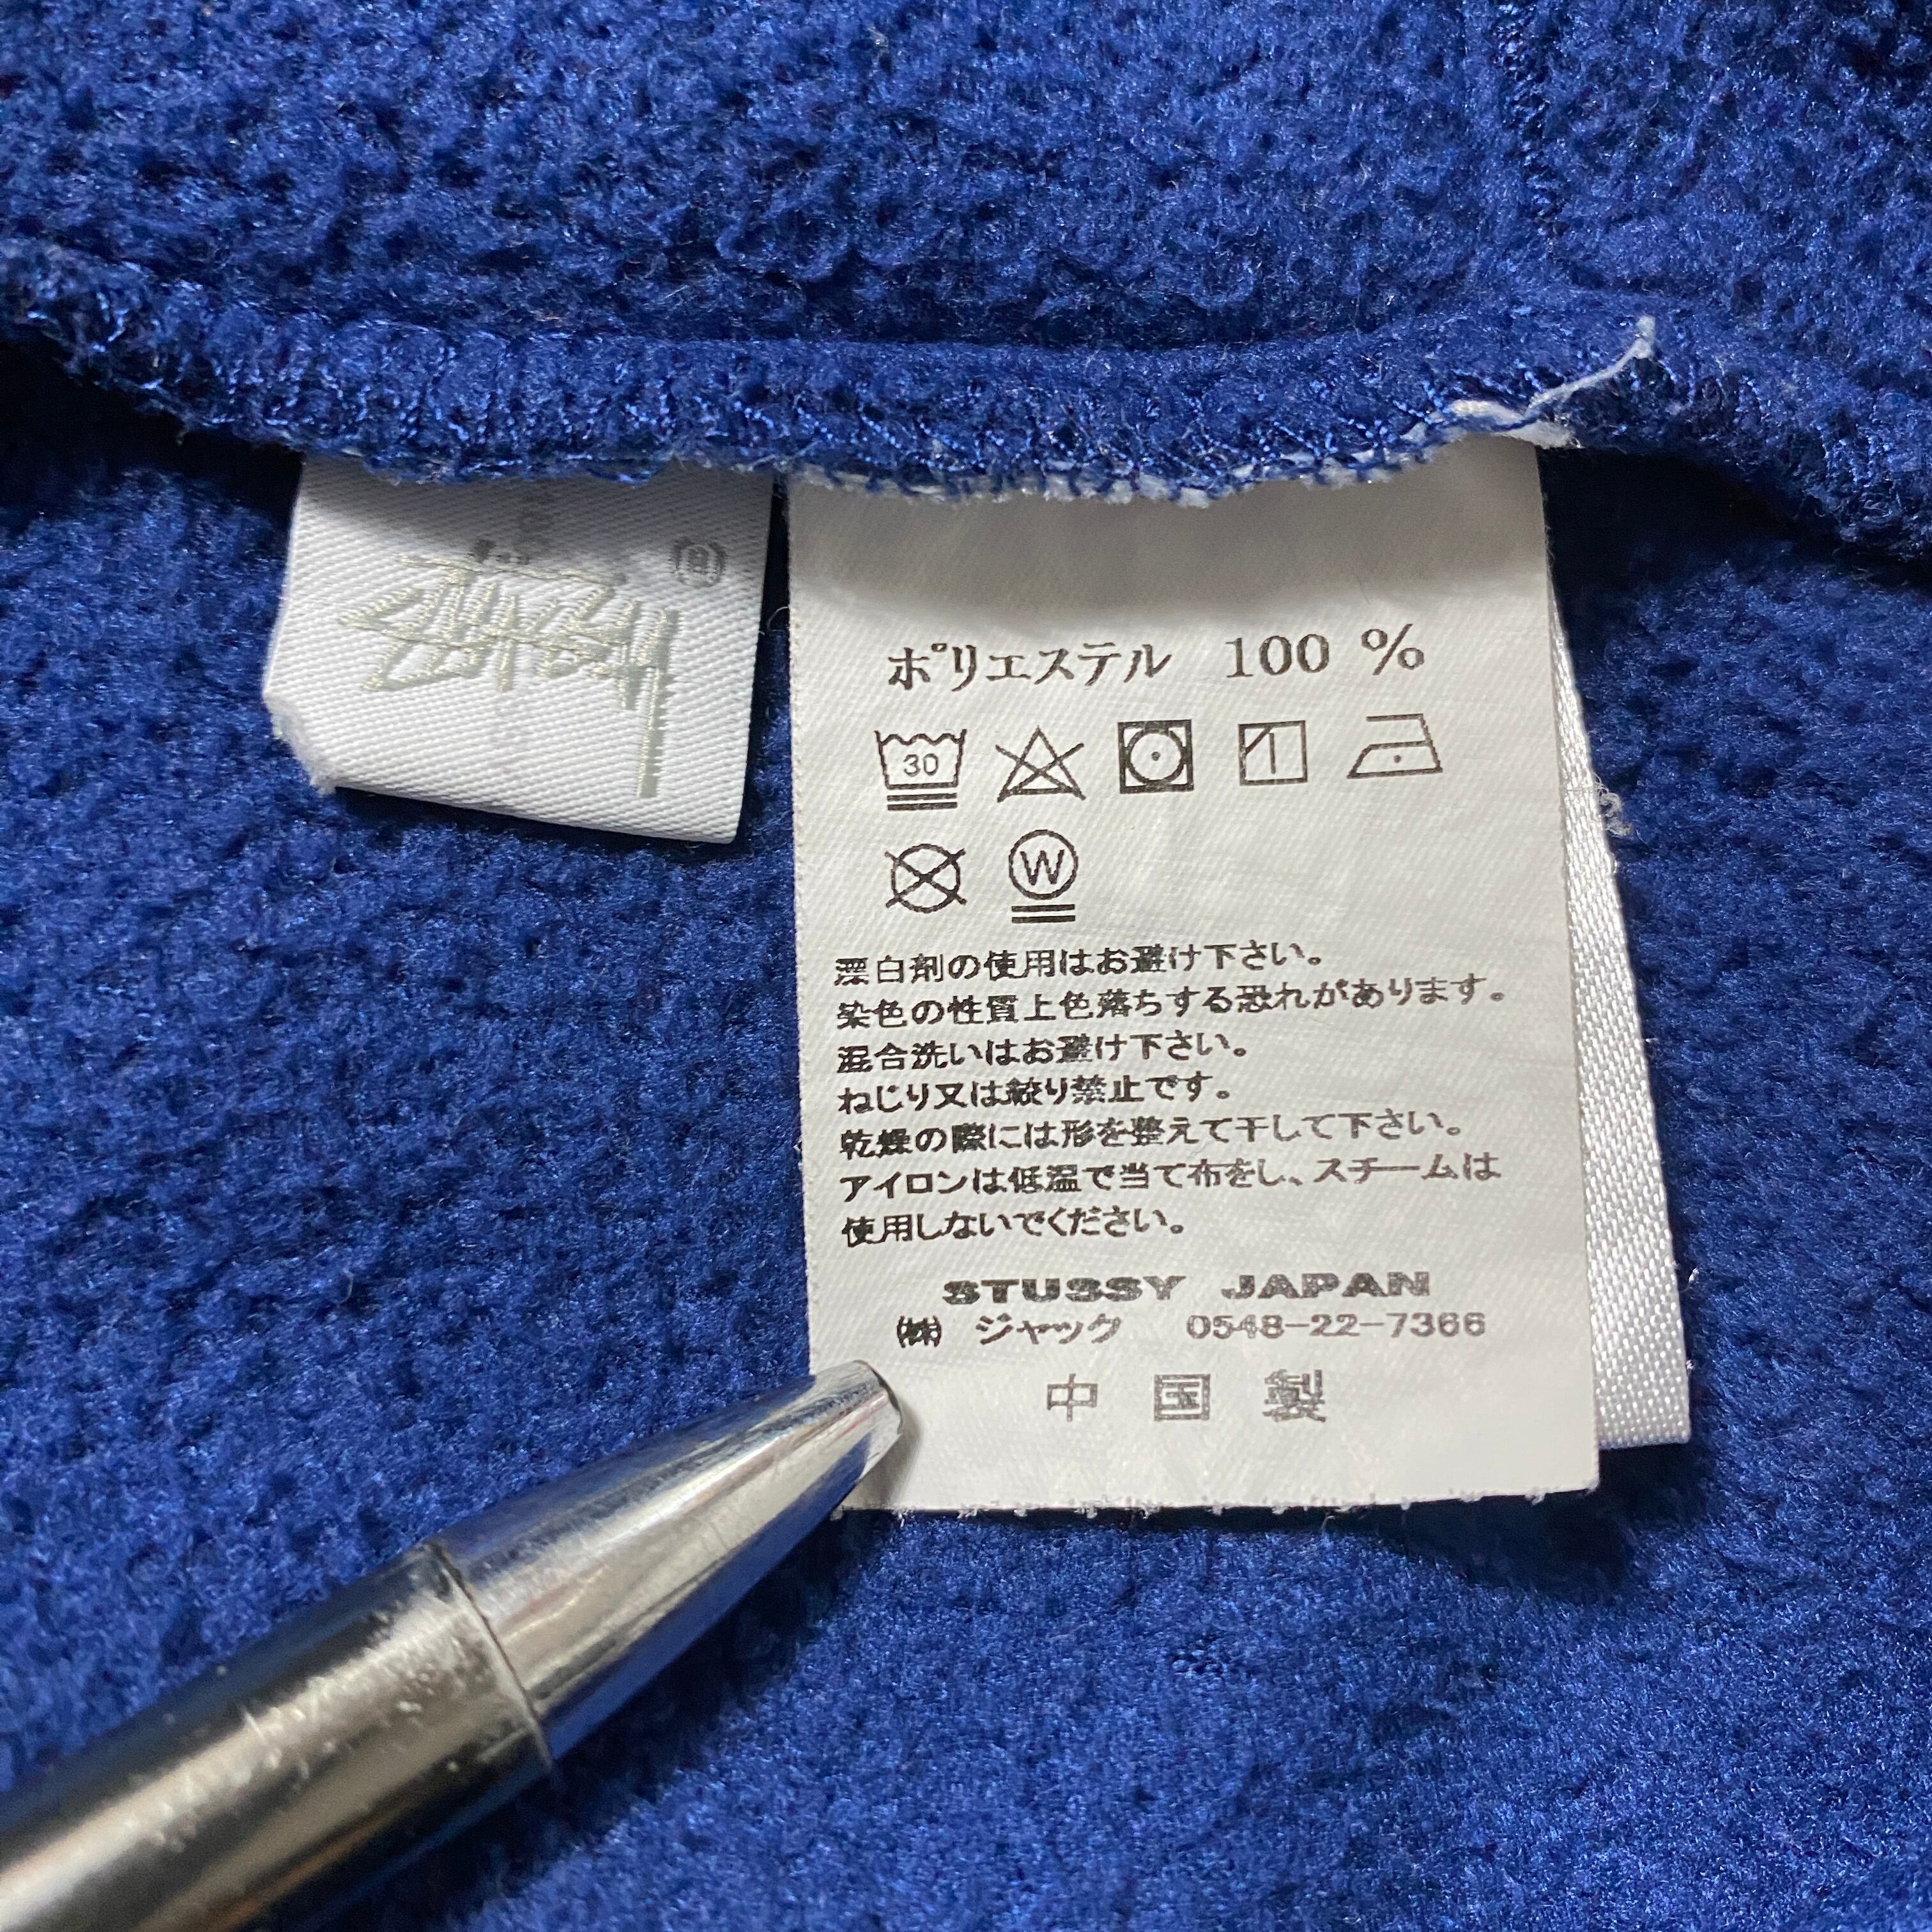 ポリエステル 100 %
30
W
漂白剤の使用はお避け下さい。
染色の性質上色落ちする恐れがあります。
混合洗いはお避け下さい。
ねじり又は絞り禁止です。
乾燥の際には形を整えて干して下さい。
アイロンは低温で当て布をし、スチームは
使用しないでください。
STUSSY JAPAN
㈱ ジャック 0548-22-7366
中国製